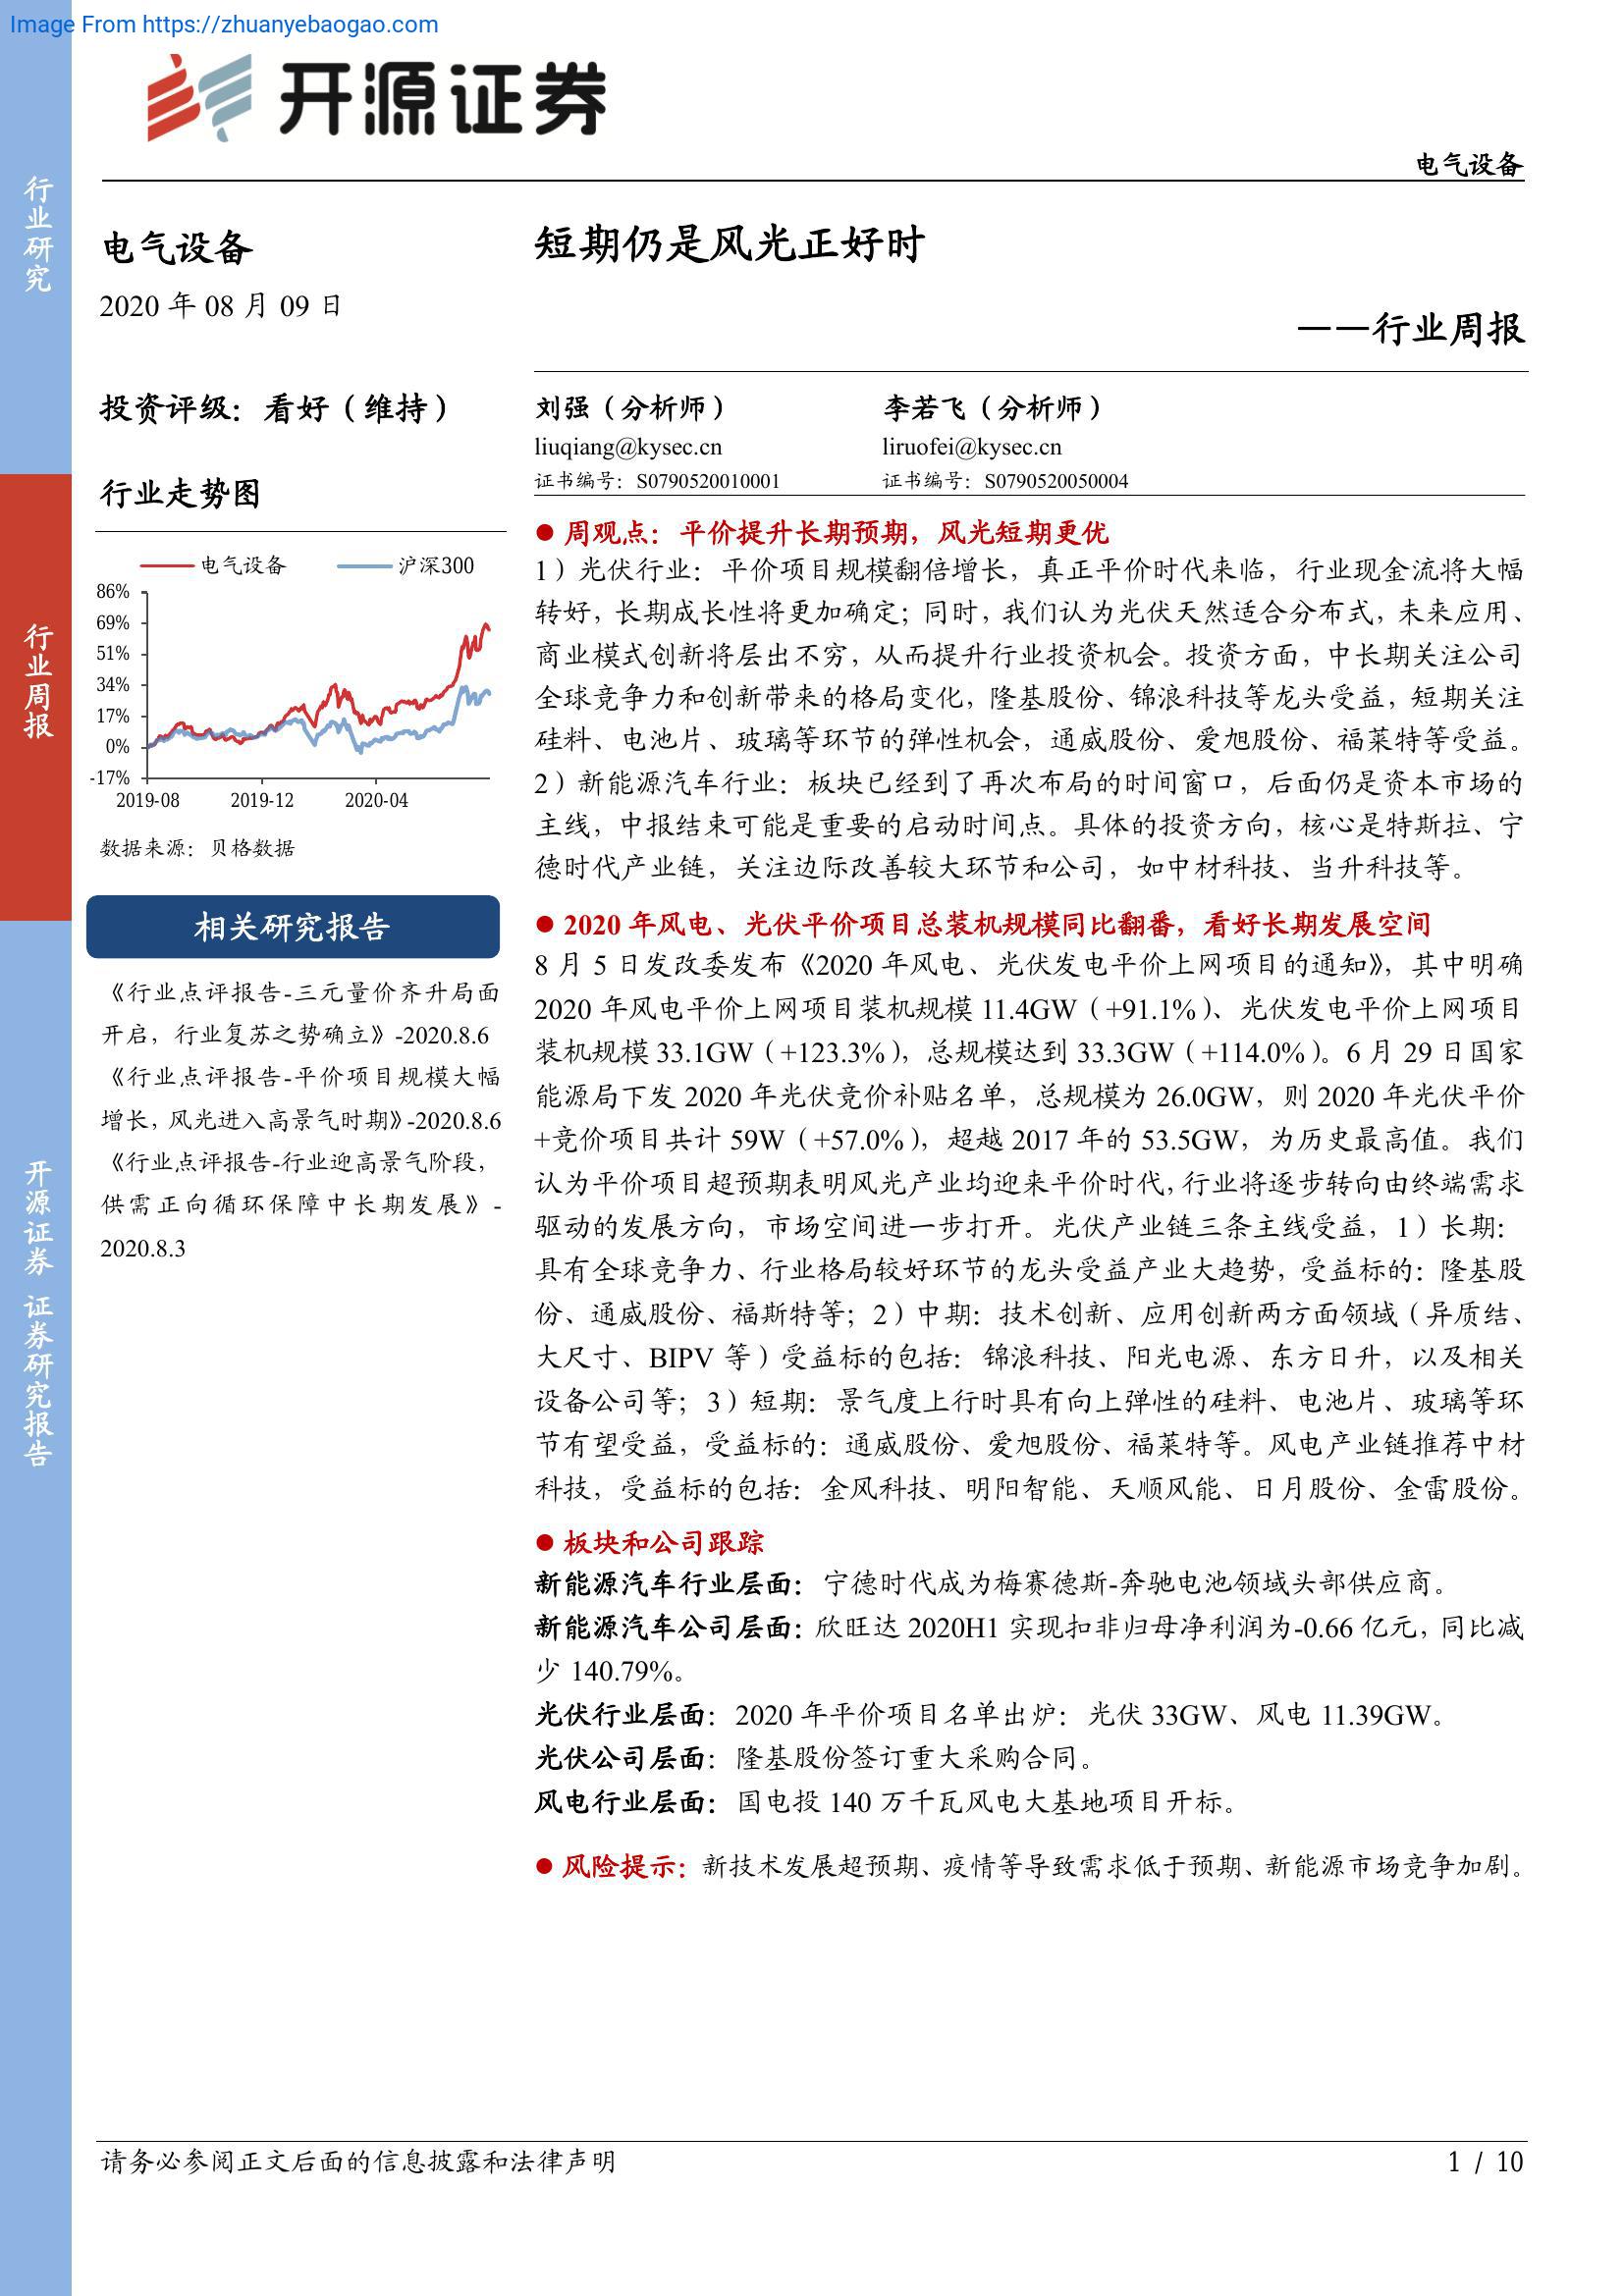 Image From https://zhuanyebaogao.com
开源证券
电气设备
行业研究
行业周报
开源证券 证券研究报告
电气设备
2020 年 08 月 09 日
投资评级：看好（维持）
行业走势图
电气设备 沪深300
86%
69%
51%
34%
17%
0%
-17%
2019-08 2019-12 2020-04
数据来源：贝格数据
相关研究报告
《行业点评报告-三元量价齐升局面
开启，行业复苏之势确立》-2020.8.6
《行业点评报告-平价项目规模大幅
增长，风光进入高景气时期》-2020.8.6
《行业点评报告-行业迎高景气阶段，
供需正向循环保障中长期发展》-
2020.8.3
短期仍是风光正好时
——行业周报
刘强（分析师） 李若飞（分析师）
liuqiang@kysec.cn liruofei@kysec.cn
证书编号：S0790520010001 证书编号：S0790520050004
● 周观点：平价提升长期预期，风光短期更优
1）光伏行业：平价项目规模翻倍增长，真正平价时代来临，行业现金流将大幅
转好，长期成长性将更加确定；同时，我们认为光伏天然适合分布式，未来应用、
商业模式创新将层出不穷，从而提升行业投资机会。投资方面，中长期关注公司
全球竞争力和创新带来的格局变化，隆基股份、锦浪科技等龙头受益，短期关注
硅料、电池片、玻璃等环节的弹性机会，通威股份、爱旭股份、福莱特等受益。
2）新能源汽车行业：板块已经到了再次布局的时间窗口，后面仍是资本市场的
主线，中报结束可能是重要的启动时间点。具体的投资方向，核心是特斯拉、宁
德时代产业链，关注边际改善较大环节和公司，如中材科技、当升科技等。
● 2020 年风电、光伏平价项目总装机规模同比翻番，看好长期发展空间
8 月 5 日发改委发布《2020 年风电、光伏发电平价上网项目的通知》，其中明确
2020 年风电平价上网项目装机规模 11.4GW（+91.1%）、光伏发电平价上网项目
装机规模 33.1GW（+123.3%），总规模达到 33.3GW（+114.0%）。6 月 29 日国家
能源局下发 2020 年光伏竞价补贴名单，总规模为 26.0GW，则 2020 年光伏平价
+竞价项目共计 59W（+57.0%），超越 2017 年的 53.5GW，为历史最高值。我们
认为平价项目超预期表明风光产业均迎来平价时代，行业将逐步转向由终端需求
驱动的发展方向，市场空间进一步打开。光伏产业链三条主线受益，1）长期：
具有全球竞争力、行业格局较好环节的龙头受益产业大趋势，受益标的：隆基股
份、通威股份、福斯特等；2）中期：技术创新、应用创新两方面领域（异质结、
大尺寸、BIPV 等）受益标的包括：锦浪科技、阳光电源、东方日升，以及相关
设备公司等；3）短期：景气度上行时具有向上弹性的硅料、电池片、玻璃等环
节有望受益，受益标的：通威股份、爱旭股份、福莱特等。风电产业链推荐中材
科技，受益标的包括：金风科技、明阳智能、天顺风能、日月股份、金雷股份。
● 板块和公司跟踪
新能源汽车行业层面：宁德时代成为梅赛德斯-奔驰电池领域头部供应商。
新能源汽车公司层面：欣旺达 2020H1 实现扣非归母净利润为-0.66 亿元，同比减
少 140.79%。
光伏行业层面：2020 年平价项目名单出炉：光伏 33GW、风电 11.39GW。
光伏公司层面：隆基股份签订重大采购合同。
风电行业层面：国电投 140 万千瓦风电大基地项目开标。
● 风险提示：新技术发展超预期、疫情等导致需求低于预期、新能源市场竞争加剧。
请务必参阅正文后面的信息披露和法律声明
1 / 10